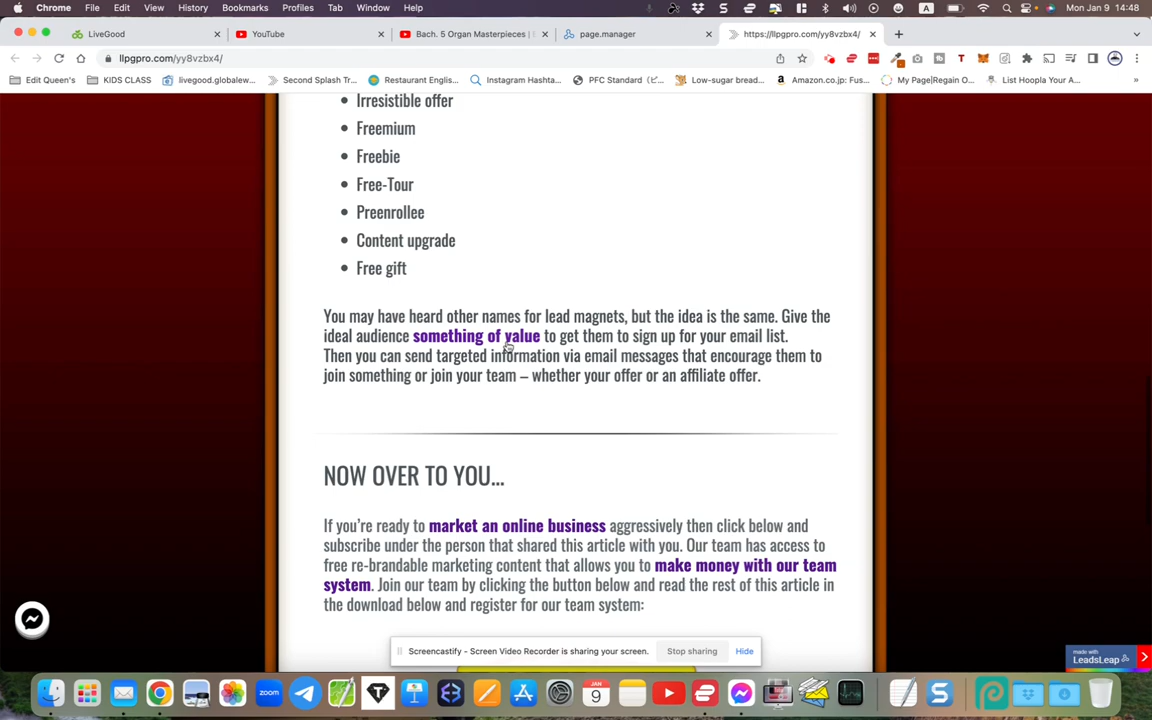 Chrome File Edit View History Bookmarks Profiles Tab Window Help
Mon Jan 9 14:48
LiveGood
YouTube
Bach. 5 Organ Masterpieces |
page.manager
https://llpgpro.com/yy8vzbx4/
llpgpro.com/yy8vzbx4/
Edit Queen's
KIDS CLASS
livegood.globalew...
Second Splash Tr...
Restaurant Englis...
Instagram Hashta...
PFC Standard（ビ...
Low-sugar bread...
Amazon.co.jp: Fus...
My Page|Regain O...
List Hoopla Your A...
Irresistible offer
Freemium
Freebie
Free-Tour
Preenrollee
Content upgrade
Free gift
You may have heard other names for lead magnets, but the idea is the same. Give the
ideal audience something of value to get them to sign up for your email list.
Then you can send targeted information via email messages that encourage them to
join something or join your team – whether your offer or an affiliate offer.
NOW OVER TO YOU...
If you're ready to market an online business aggressively then click below and
subscribe under the person that shared this article with you. Our team has access to
free re-brandable marketing content that allows you to make money with our team
system. Join our team by clicking the button below and read the rest of this article in
the download below and register for our team system:
Screencastify - Screen Video Recorder is sharing your screen.
Stop sharing
Hide
made with
LeadsLeap
zoom